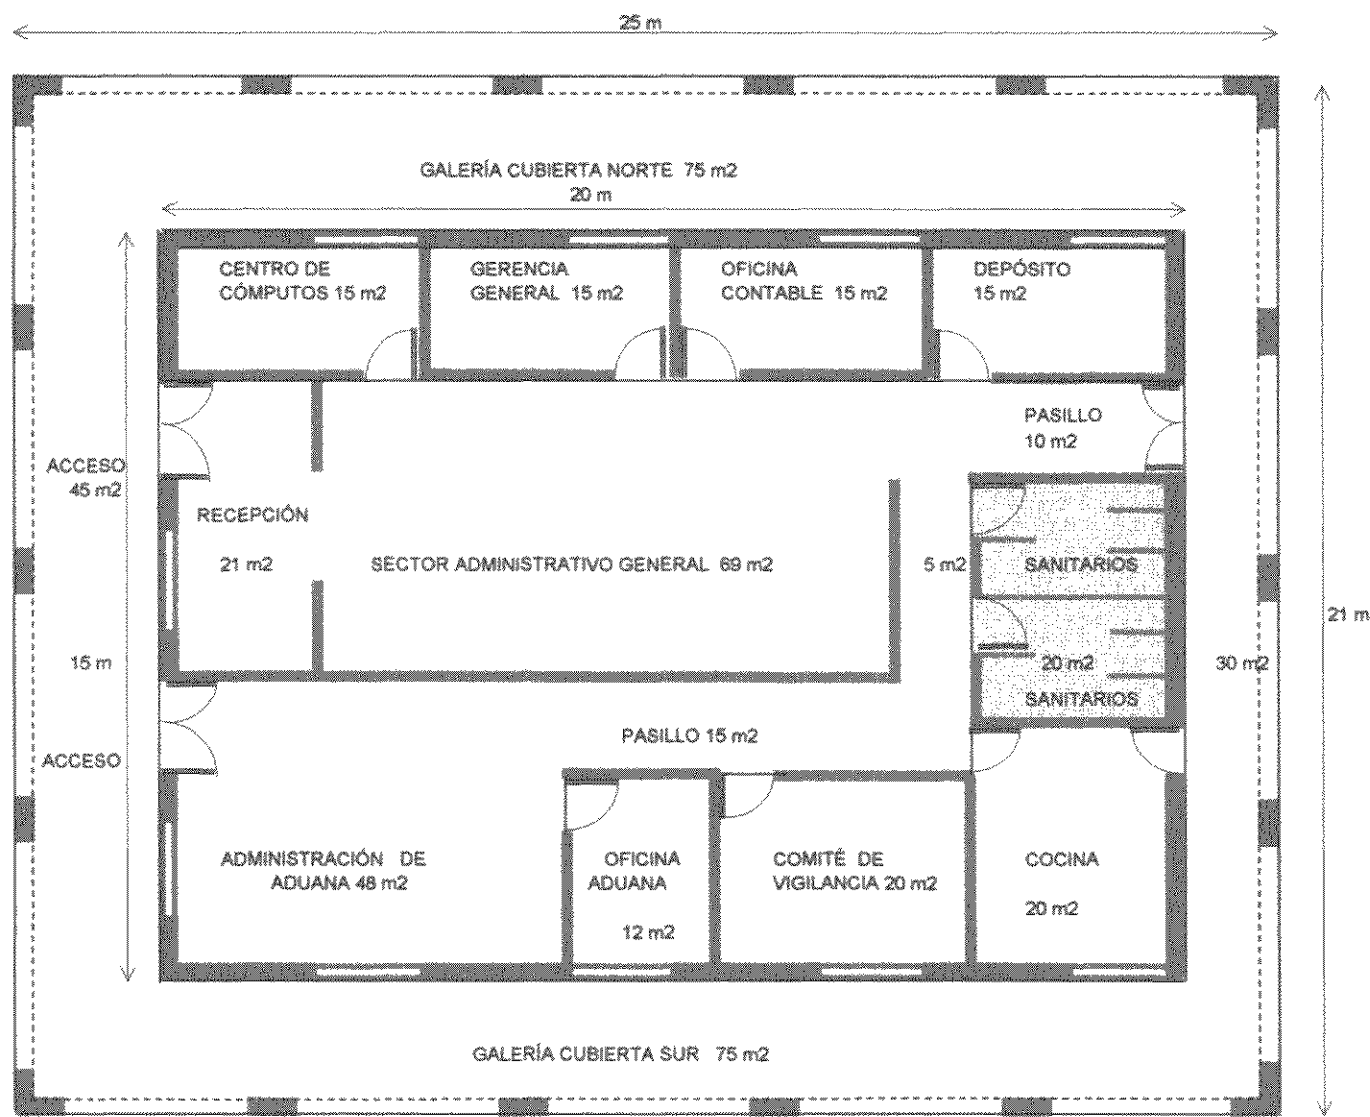 25 m
GALERÍA CUBIERTA NORTE 75 m2
20 m
CENTRO DE
CÓMPUTOS 15 m2
GERENCIA
GENERAL 15 m2
OFICINA
CONTABLE 15 m2
DEPÓSITO
15 m2
PASILLO
10 m2
ACCESO
45 m2
RECEPCIÓN
21 m2
SECTOR ADMINISTRATIVO GENERAL 69 m2
5 m2
SANITARIOS
21 m
15 m
20 m2
30 m2
SANITARIOS
PASILLO 15 m2
ACCESO
ADMINISTRACIÓN DE
ADUANA 48 m2
OFICINA
ADUANA
12 m2
COMITÉ DE
VIGILANCIA 20 m2
COCINA
20 m2
GALERÍA CUBIERTA SUR 75 m2